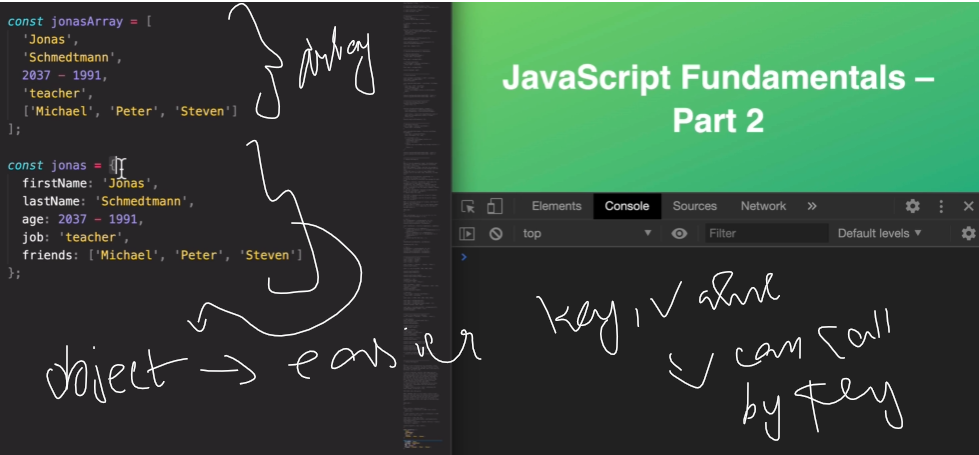 const jonasArray = [
'Jonas',
'Schmedtmann',
2037 - 1991,
'teacher',
['Michael', 'Peter', 'Steven']
];
array
const jonas = {
firstName: 'Jonas',
lastName: 'Schmedtmann',
age: 2037 - 1991,
job: 'teacher',
friends: ['Michael', 'Peter', 'Steven']
};
object → easier
JavaScript Fundamentals –
Part 2
Elements Console Sources Network »
top Filter Default levels ▼
>
key, value
can call
by key